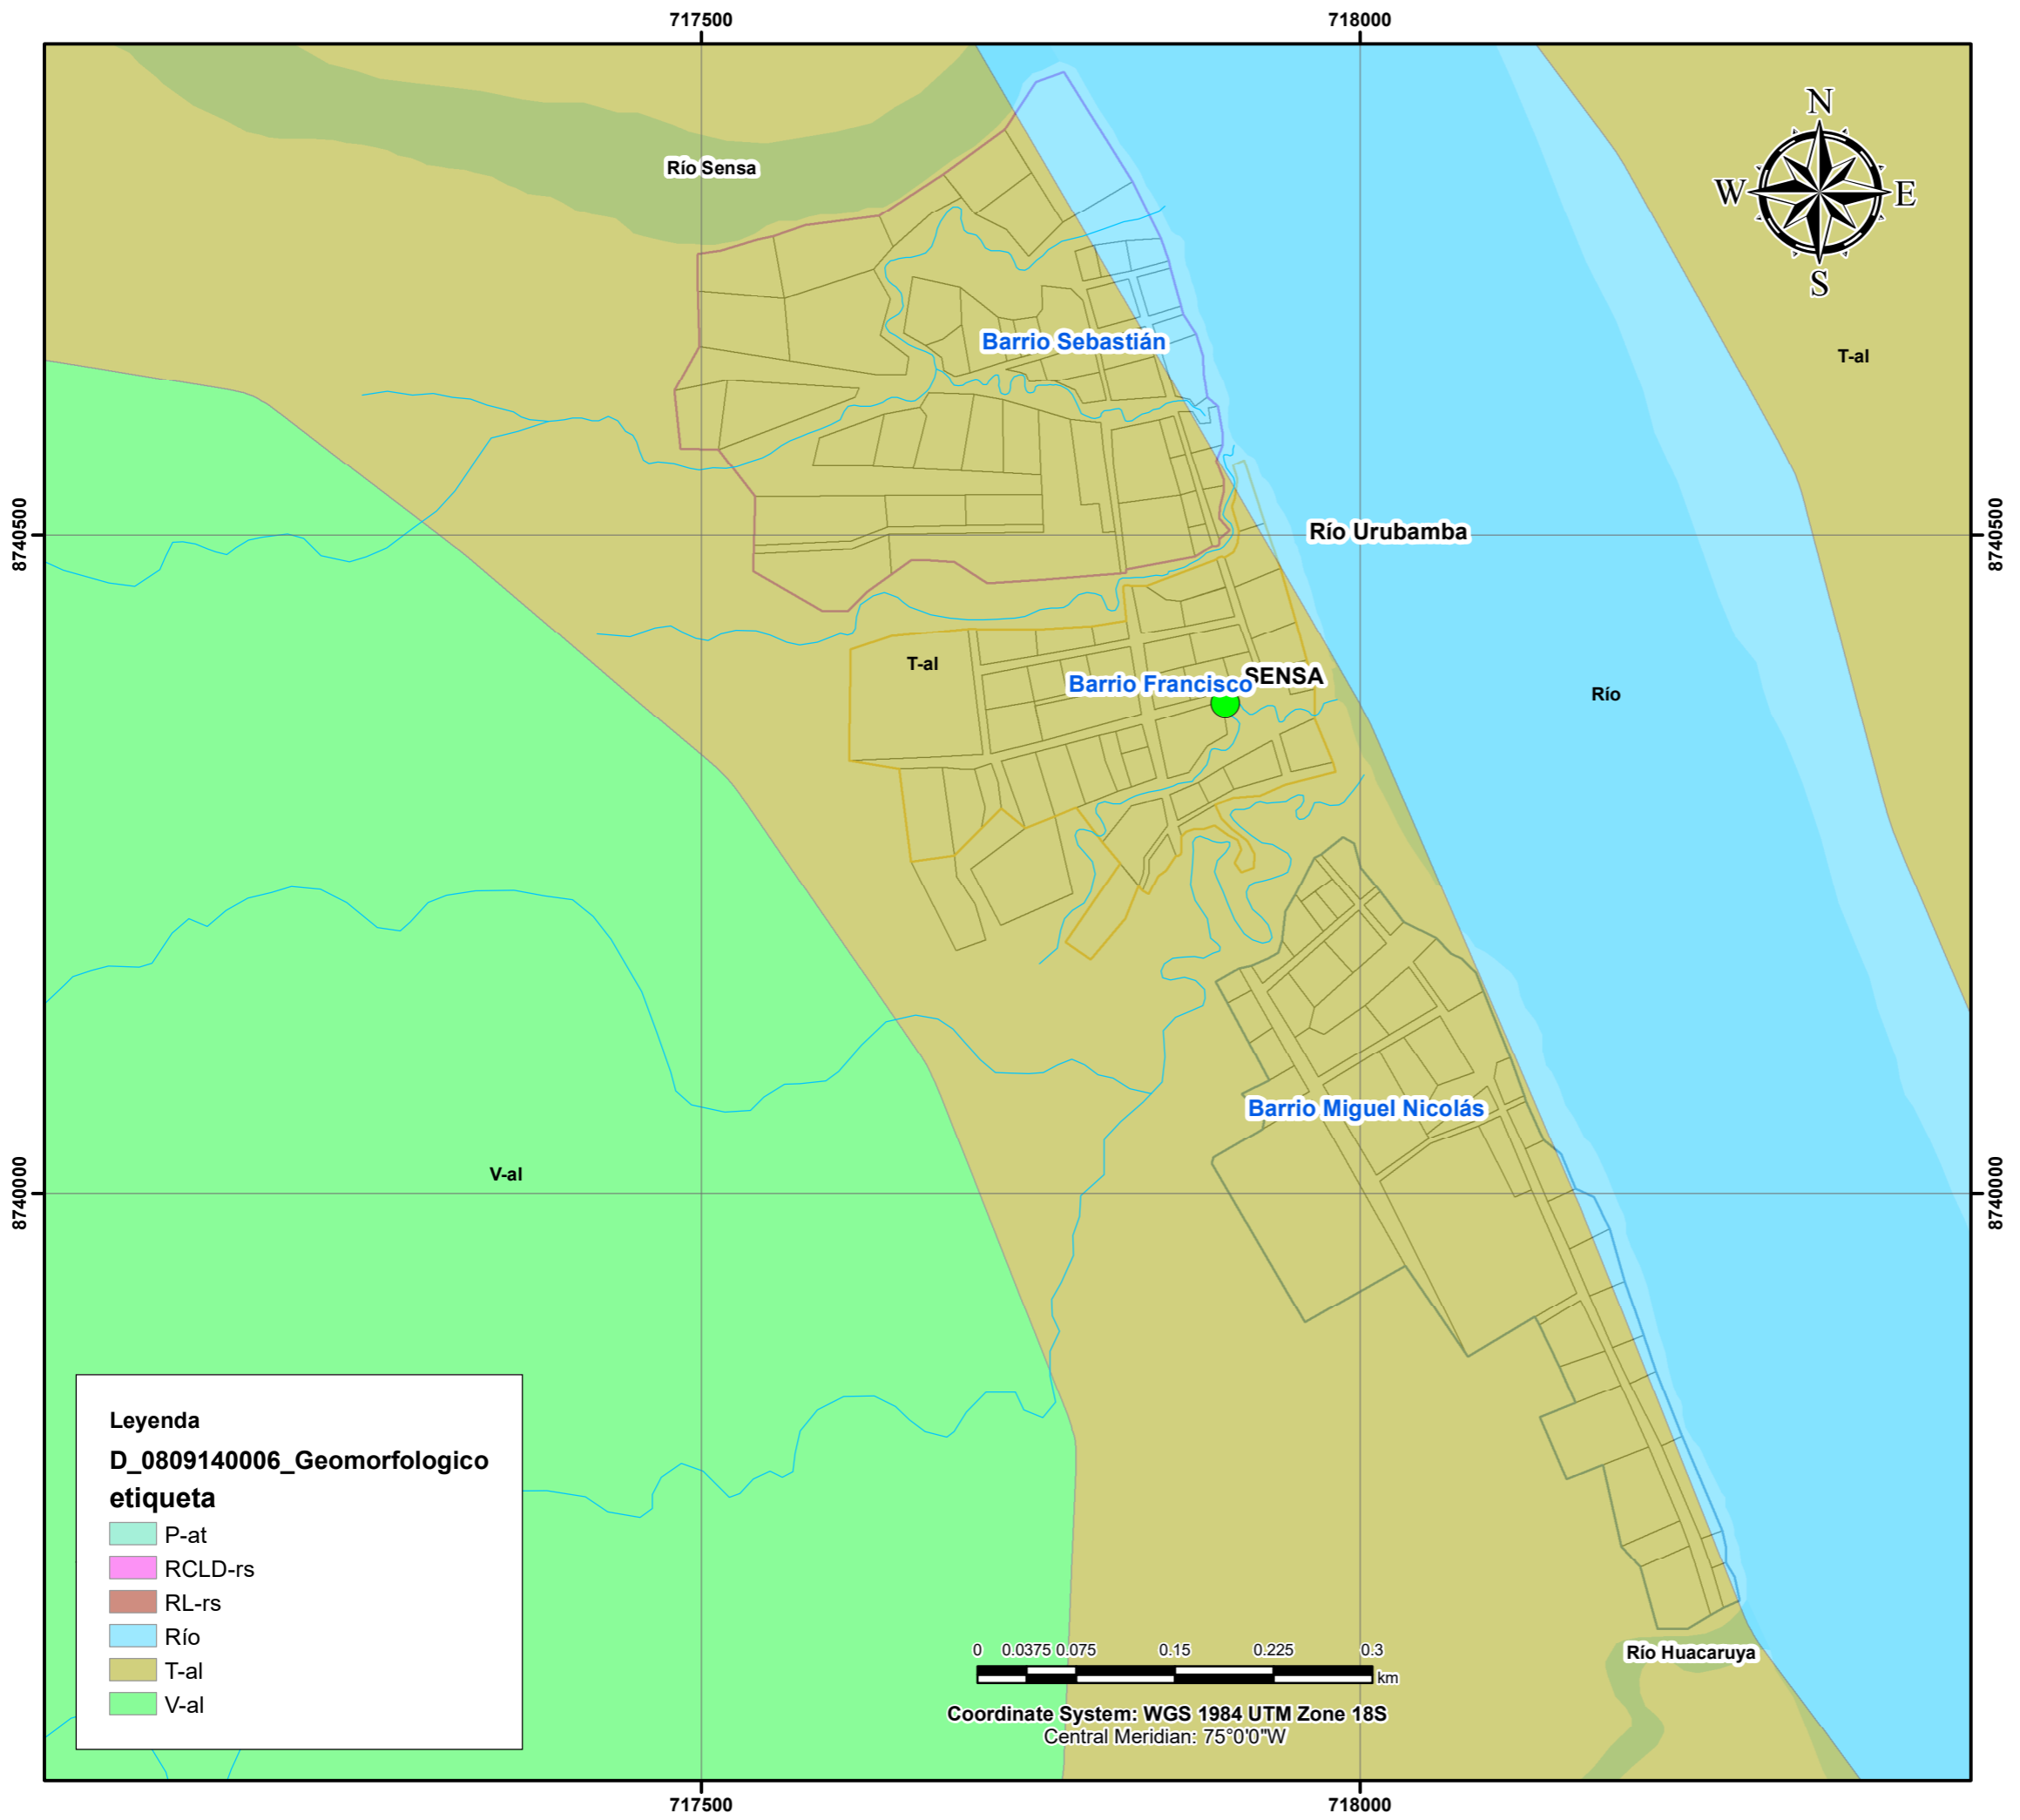 717500
718000
N
W
E
S
Río Sensa
Barrio Sebastián
T-al
8740500
Río Urubamba
8740500
T-al
Barrio Francisco
SENSA
Río
Barrio Miguel Nicolás
V-al
8740000
8740000
Leyenda
D_0809140006_Geomorfologico
etiqueta
P-at
RCLD-rs
RL-rs
Río
T-al
V-al
0 0.0375 0.075 0.15 0.225 0.3
km
Río Huacaruya
Coordinate System: WGS 1984 UTM Zone 18S
Central Meridian: 75°0'0"W
717500
718000